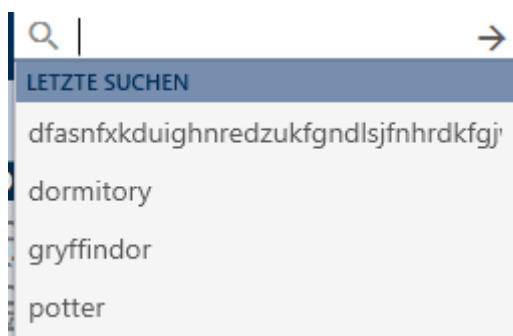 LETZTE SUCHEN
dfasnfxkduighnredzukfgndlsjfnhrdkfgj
dormitory
gryffindor
potter